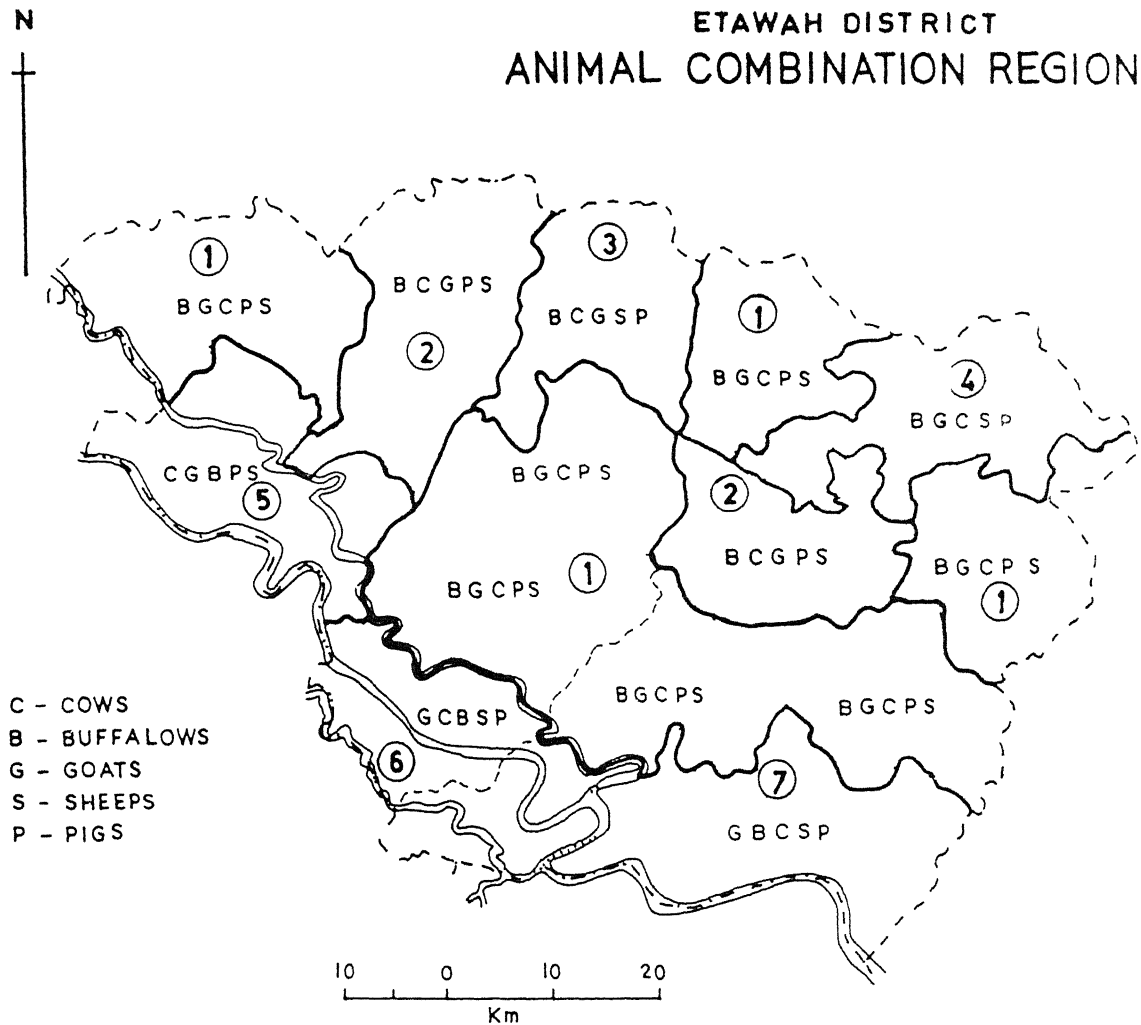 N
ETAWAH DISTRICT
ANIMAL COMBINATION REGION
1
BGCPS
BCGPS
2
3
BCGSP
1
BGCPS
4
BGCSP
CGBPS
5
BGCPS
BGCPS
1
2
BCGPS
BGCPS
1
BGCPS
BGCPS
GCBSP
6
7
GBCSP
C - COWS
B - BUFFALOWS
G - GOATS
S - SHEEPS
P - PIGS
10 0 10 20
Km